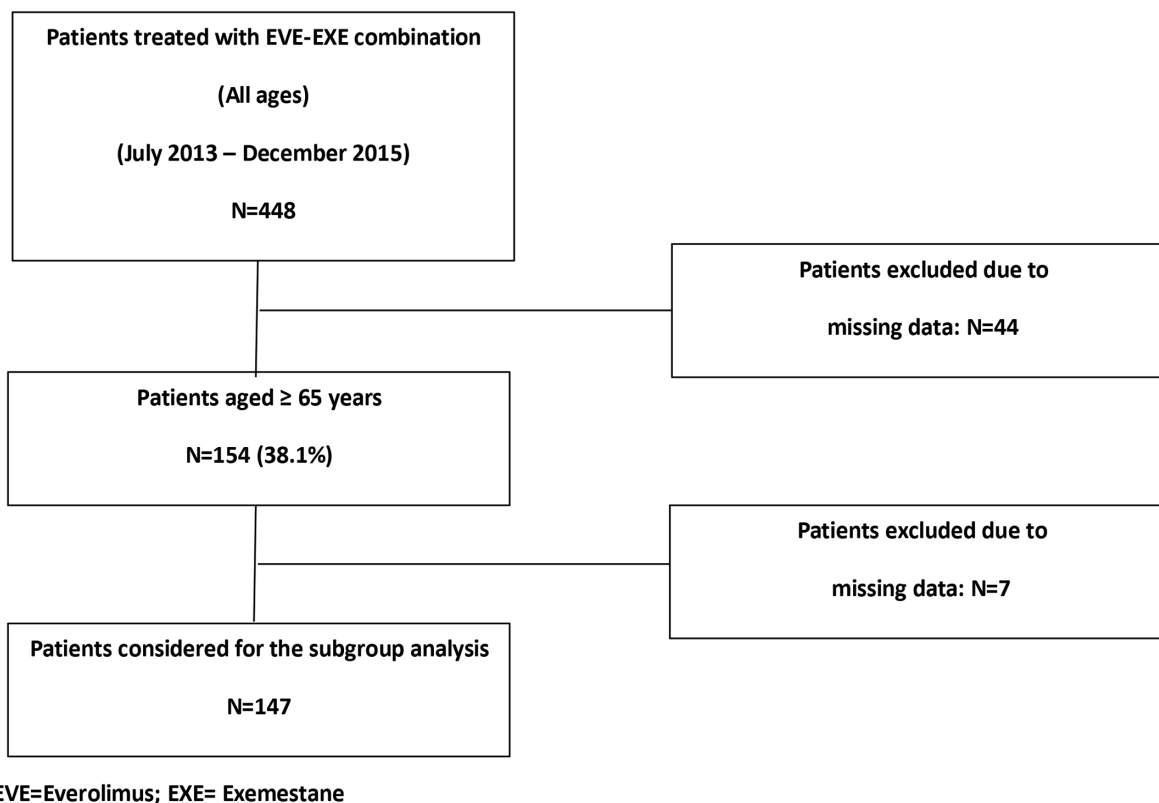 Patients treated with EVE-EXE combination
(All ages)
(July 2013 – December 2015)
N=448
Patients excluded due to
missing data: N=44
Patients aged ≥ 65 years
N=154 (38.1%)
Patients excluded due to
missing data: N=7
Patients considered for the subgroup analysis
N=147
EVE=Everolimus; EXE= Exemestane